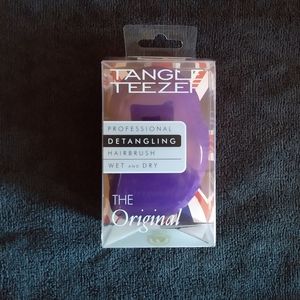 TANGLE
TEEZER
PROFESSIONAL
DETANGLING
HAIRBRUSH
WET AND DRY
THE
Original